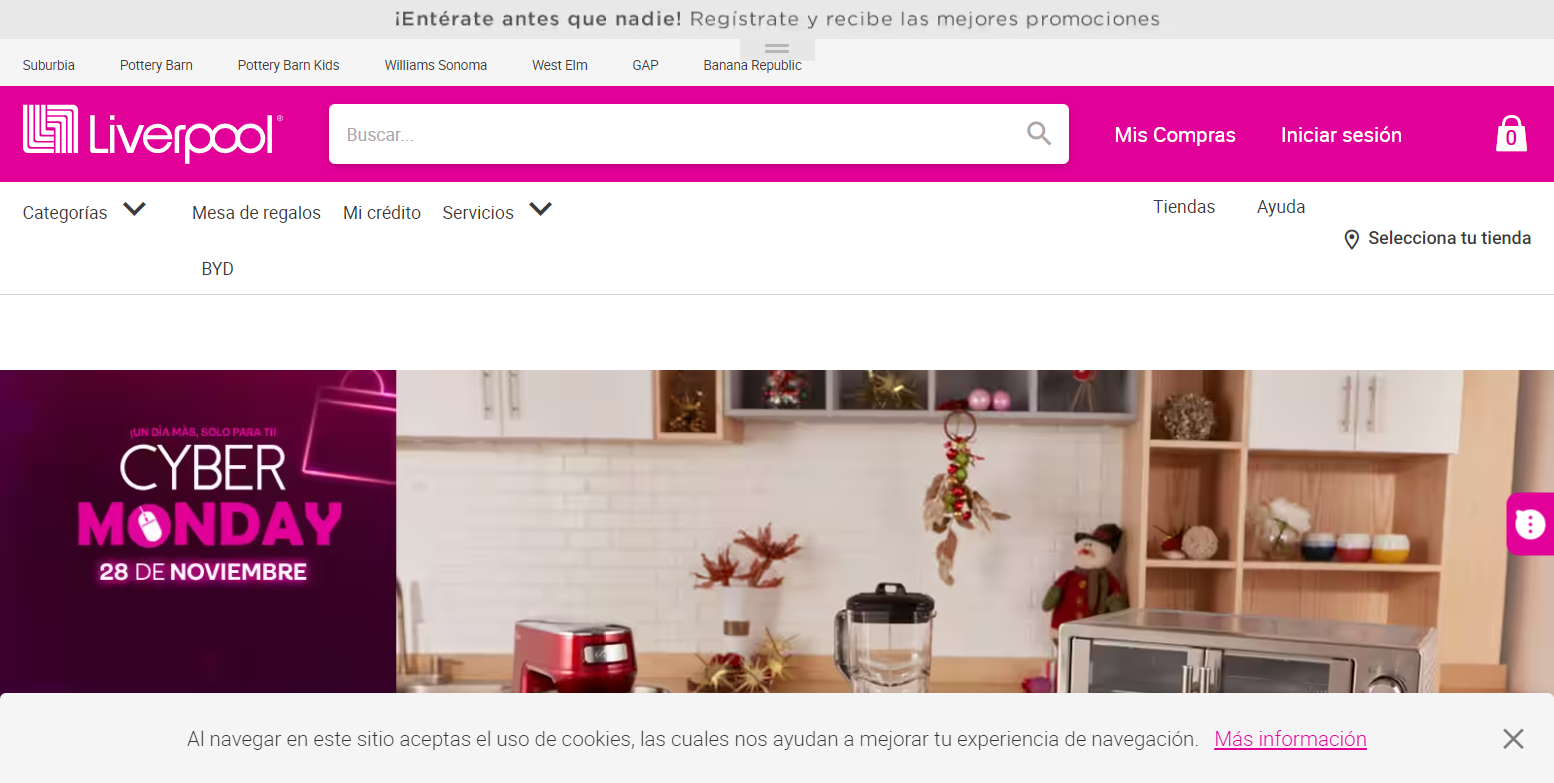 ¡Entérate antes que nadie! Regístrate y recibe las mejores promociones
Suburbia Pottery Barn Pottery Barn Kids Williams Sonoma West Elm GAP Banana Republic
Liverpool® Buscar... Mis Compras Iniciar sesión 0
Categorías Mesa de regalos Mi crédito Servicios Tiendas Ayuda
Selecciona tu tienda
BYD
¡UN DÍA MÁS, SOLO PARA TI!
CYBER
MONDAY
28 DE NOVIEMBRE
Al navegar en este sitio aceptas el uso de cookies, las cuales nos ayudan a mejorar tu experiencia de navegación. Más información